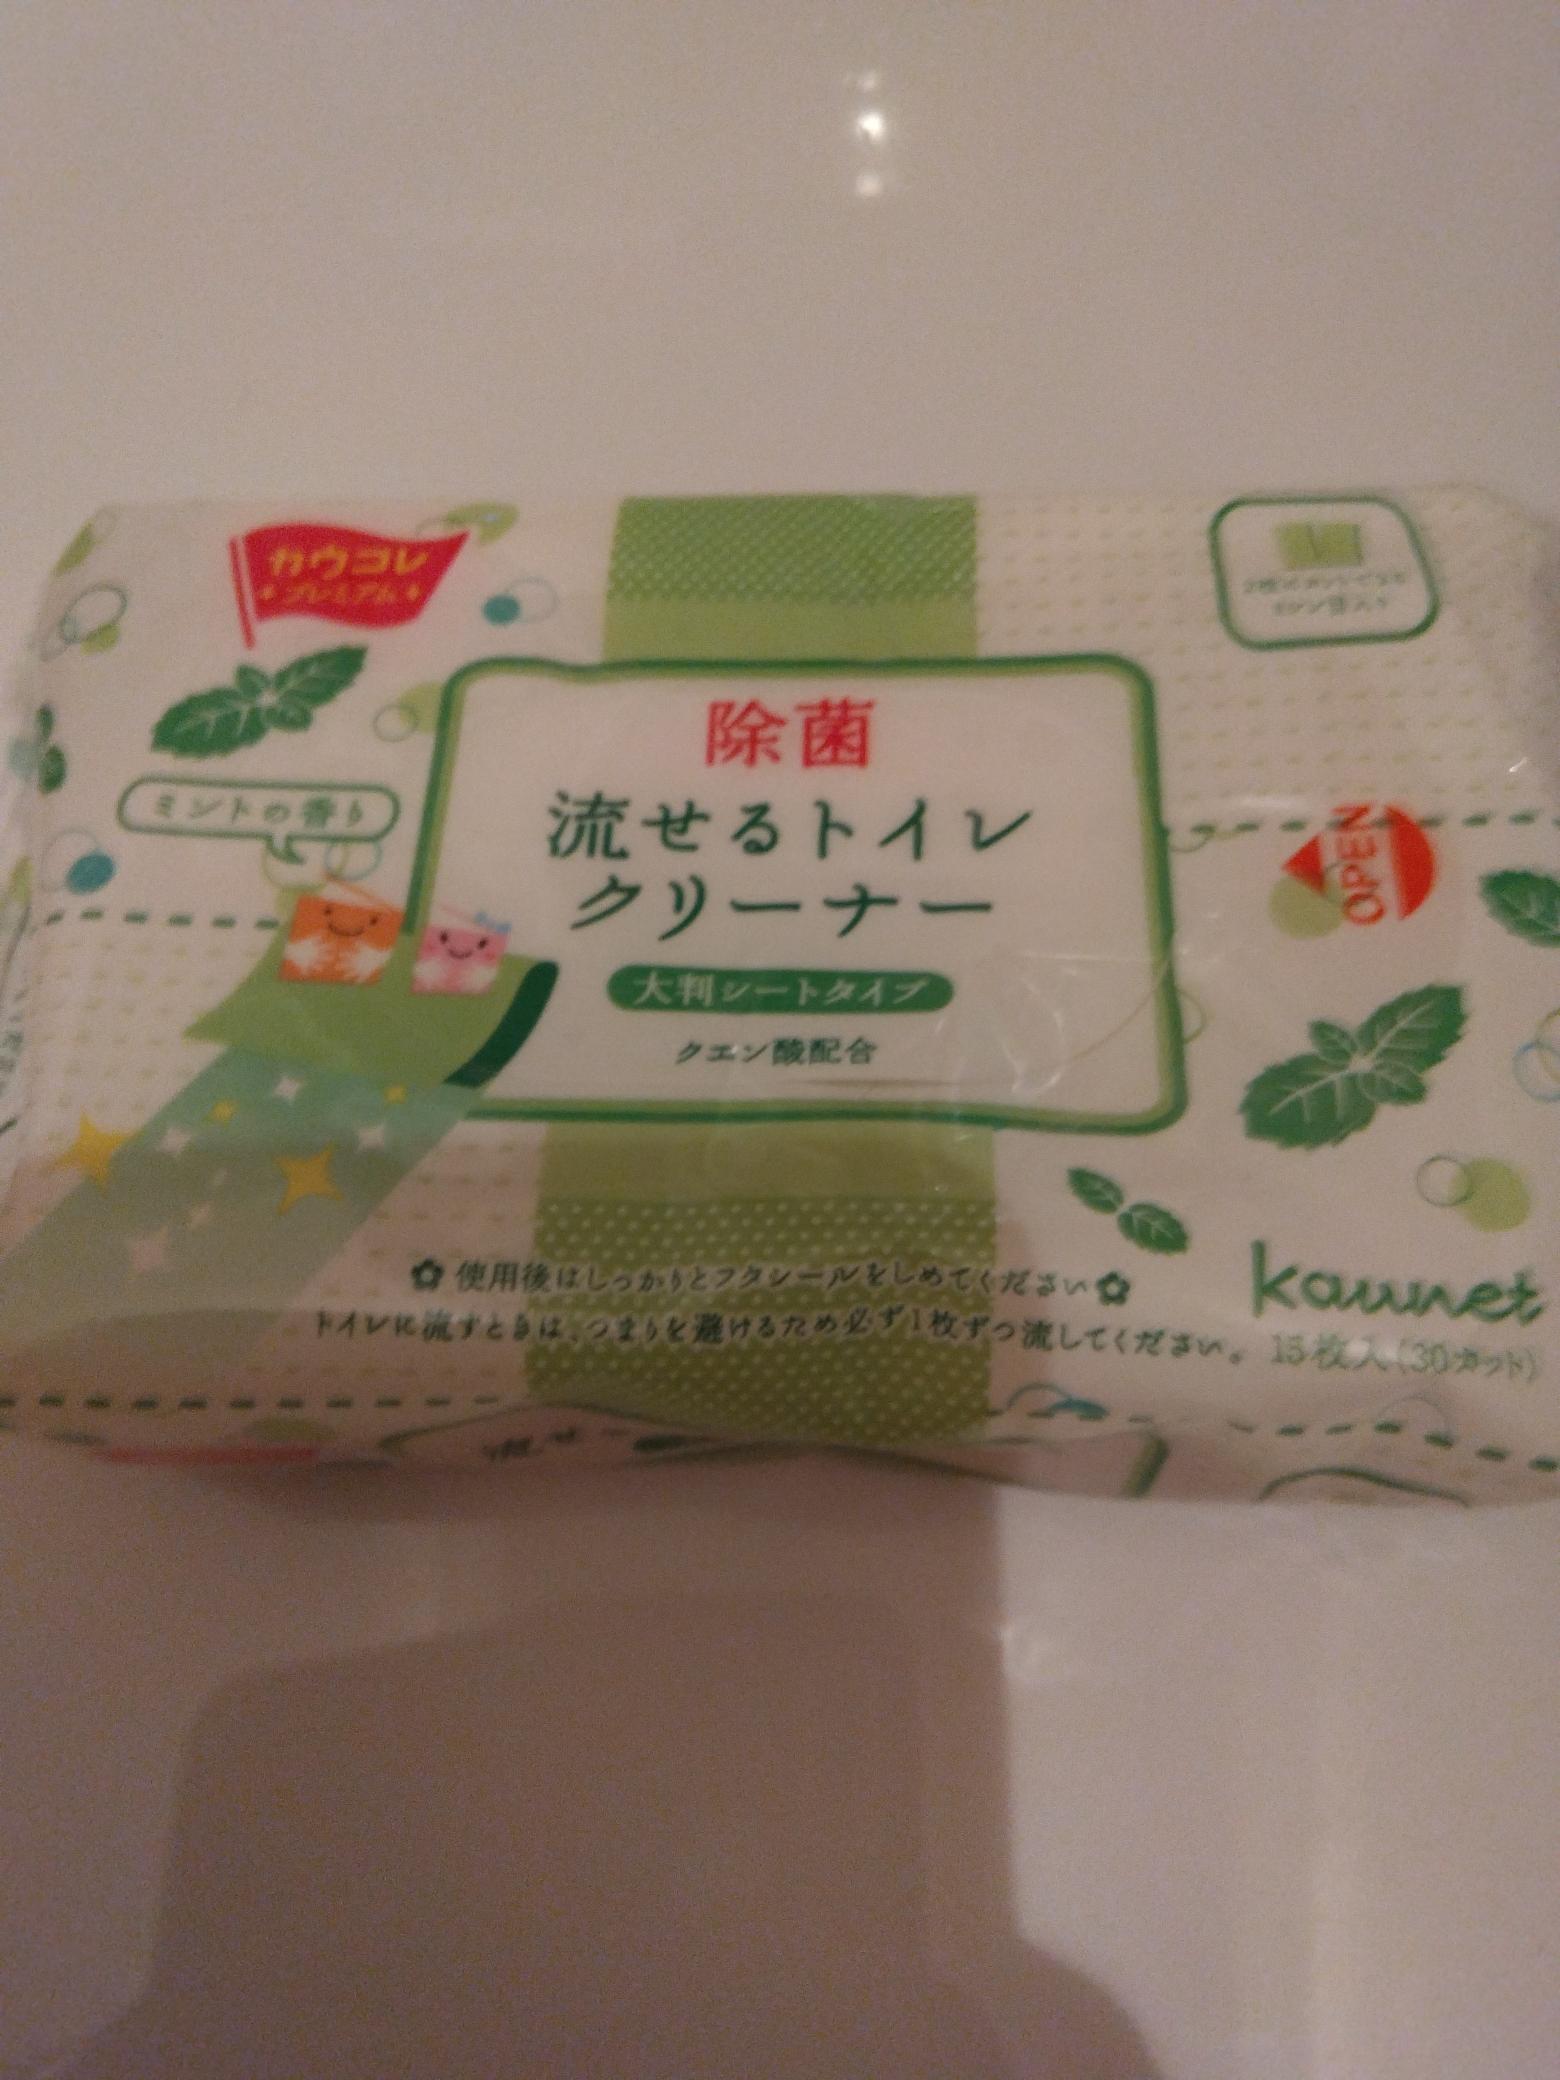 カウコレ
プレミアム
ミントの香り
除菌
流せるトイレ
クリーナー
大判シートタイプ
クエン酸配合
OPEN
使用後はしっかりとフタシールをしめてください
トイレに流すときは、つまりを避けるため必ず1枚ずつ流してください。
kaunet
15枚入(30カット)